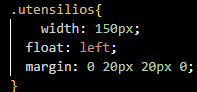 .utensilios{
width: 150px;
float: left;
margin: 0 20px 20px 0;
}